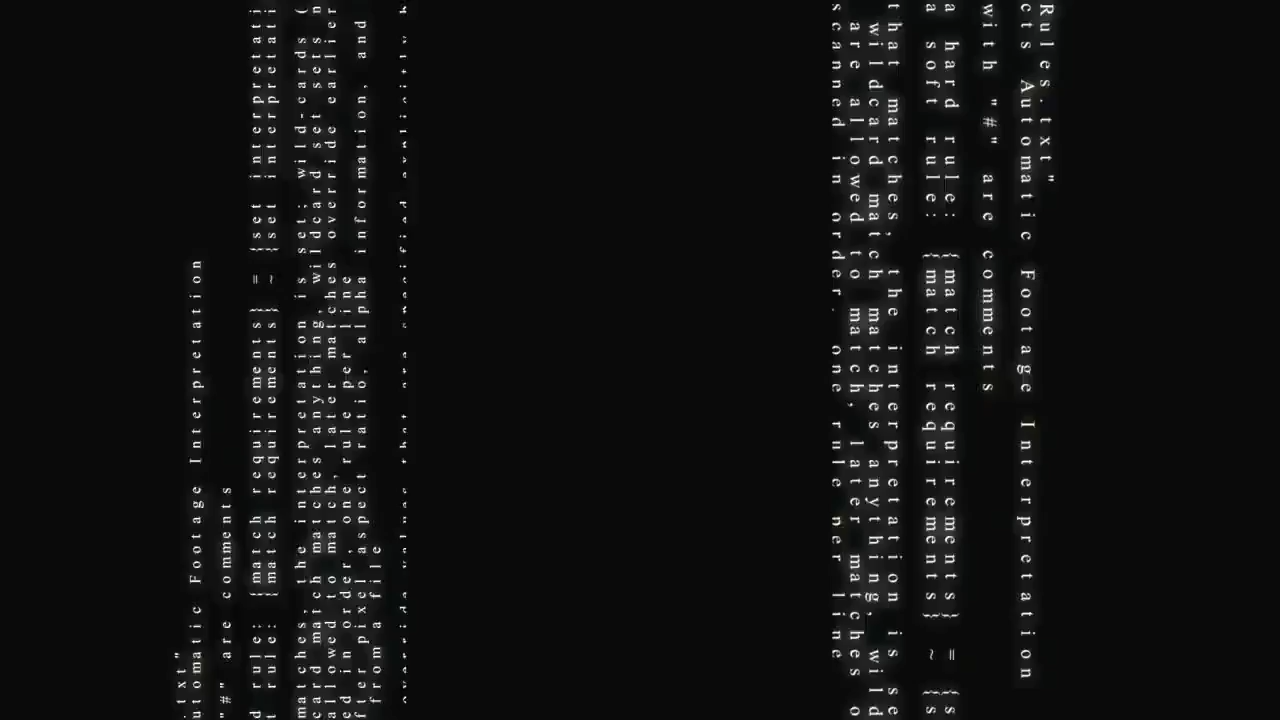 txt"
utomatic Footage Interpretation
"#" are comments
d rule: {match requirements} = {set interpretati
t rule: {match requirements} ~ {set interpretati
matches, the interpretation is set; wild-cards (
card match matches anything, wildcard set sets n
allowed to match, later matches override earlier
ed in order, one rule per line
fter pixel aspect ratio, alpha information, and
from a file
Rules.txt"
cts Automatic Footage Interpretation
with "#" are comments
a hard rule: {match requirements} = {s
a soft rule: {match requirements} ~ {s
that matches, the interpretation is se
wildcard match matches anything, wild
are allowed to match, later matches o
scanned in order, one rule per line